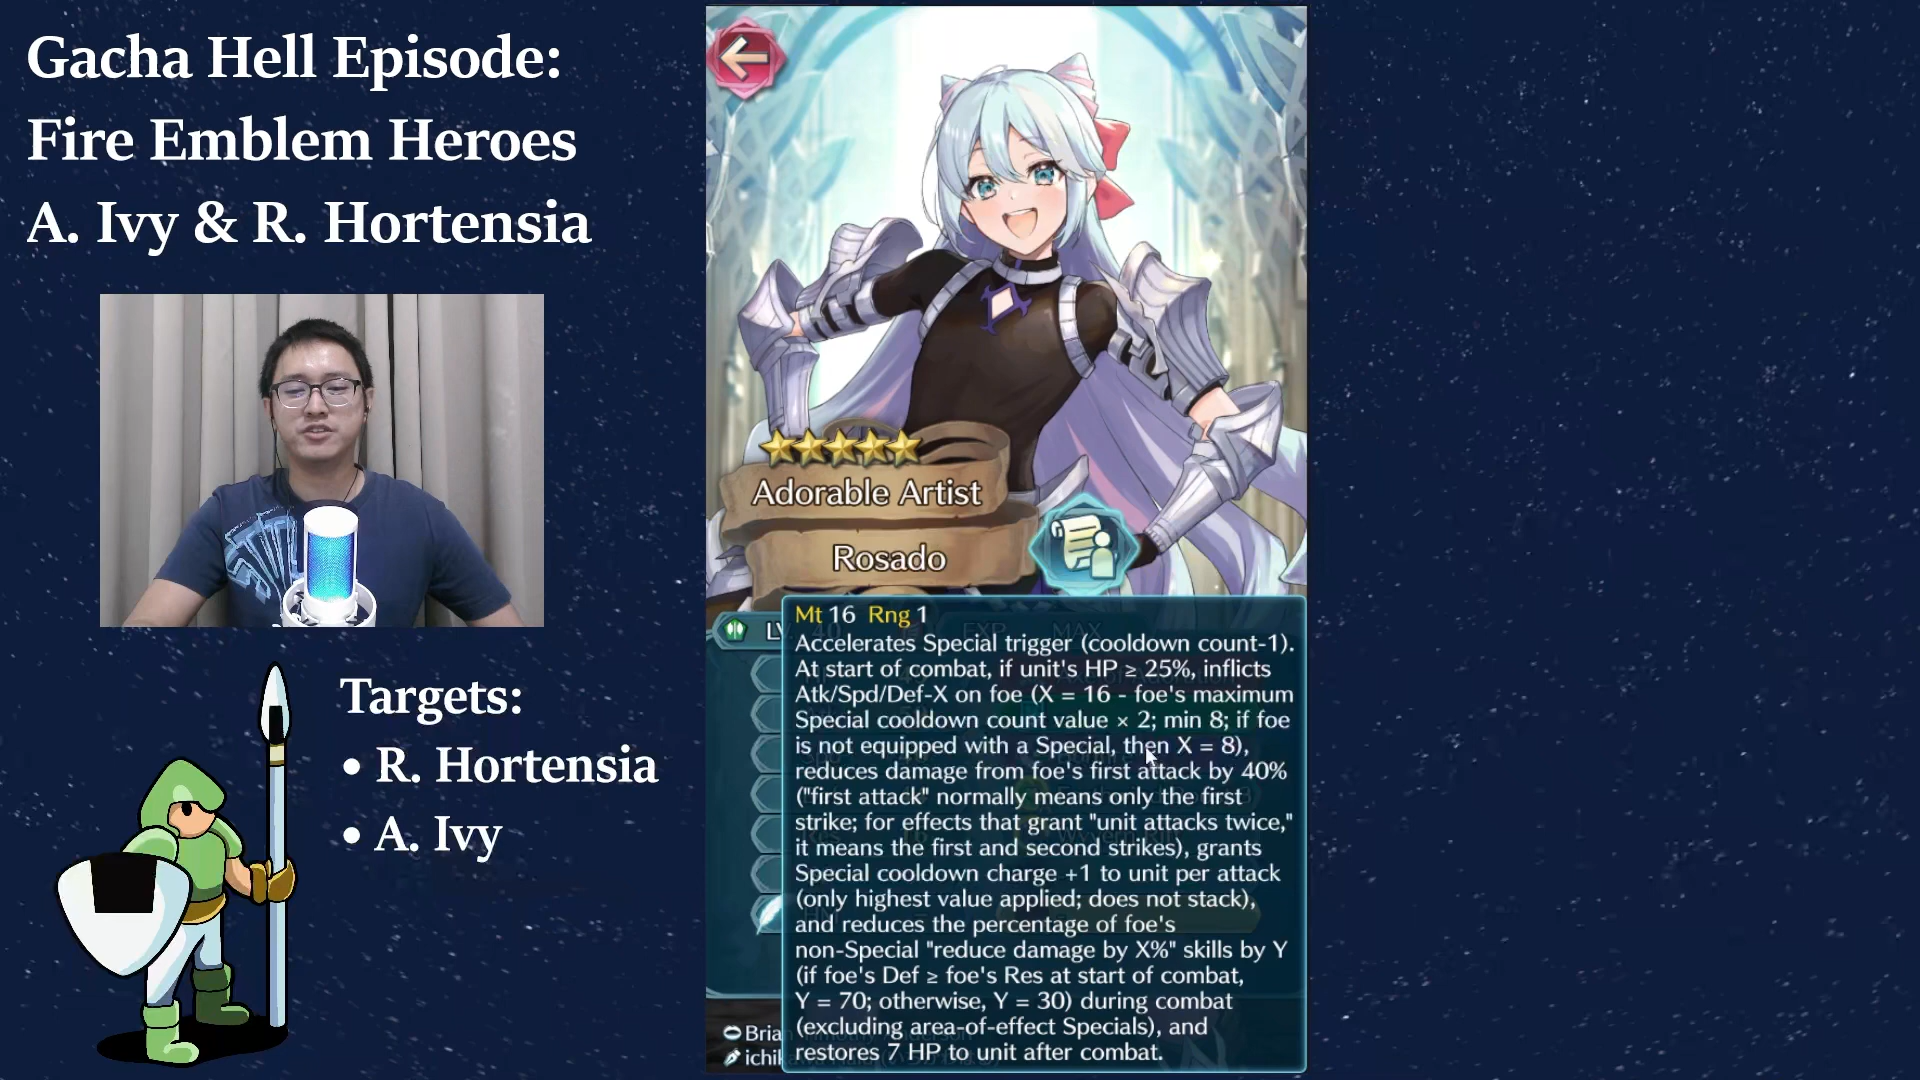 Gacha Hell Episode:
Fire Emblem Heroes
A. Ivy & R. Hortensia
Targets:
• R. Hortensia
• A. Ivy
Adorable Artist
Rosado
Mt 16 Rng 1
Accelerates Special trigger (cooldown count-1).
At start of combat, if unit's HP ≥ 25%, inflicts
Atk/Spd/Def-X on foe (X = 16 - foe's maximum
Special cooldown count value × 2; min 8; if foe
is not equipped with a Special, then X = 8),
reduces damage from foe's first attack by 40%
("first attack" normally means only the first
strike; for effects that grant "unit attacks twice,"
it means the first and second strikes), grants
Special cooldown charge +1 to unit per attack
(only highest value applied; does not stack),
and reduces the percentage of foe's
non-Special "reduce damage by X%" skills by Y
(if foe's Def ≥ foe's Res at start of combat,
Y = 70; otherwise, Y = 30) during combat
(excluding area-of-effect Specials), and
restores 7 HP to unit after combat.
Brian
ichik